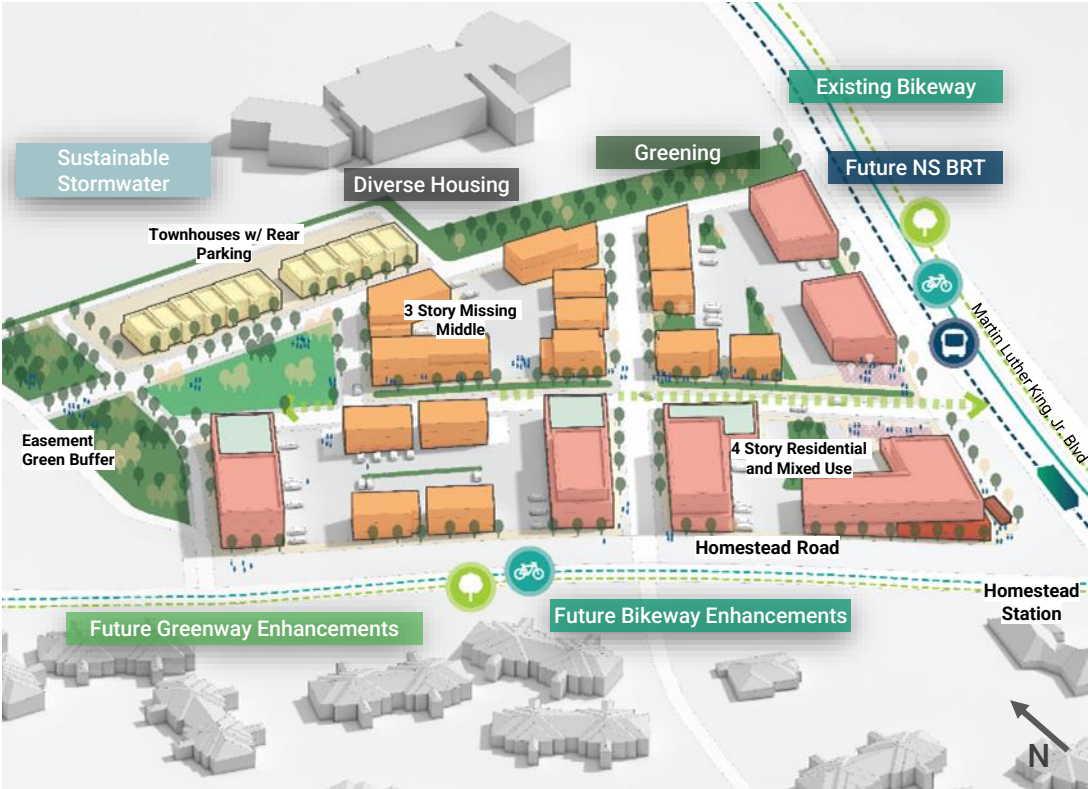 Existing Bikeway
Sustainable
Stormwater
Greening
Future NS BRT
Diverse Housing
Townhouses w/ Rear
Parking
3 Story Missing
Middle
Martin Luther King, Jr. Blvd
Easement
Green Buffer
4 Story Residential
and Mixed Use
Homestead Road
Homestead
Station
Future Greenway Enhancements
Future Bikeway Enhancements
N